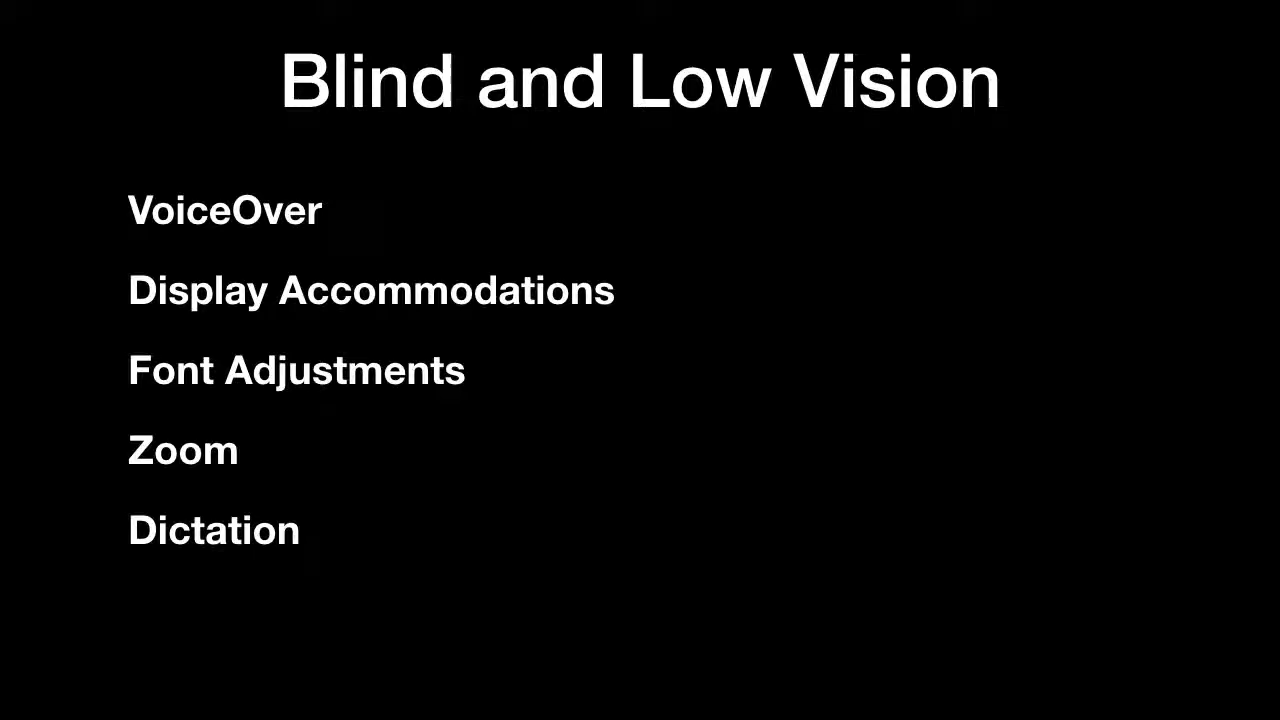 Blind and Low Vision
VoiceOver
Display Accommodations
Font Adjustments
Zoom
Dictation